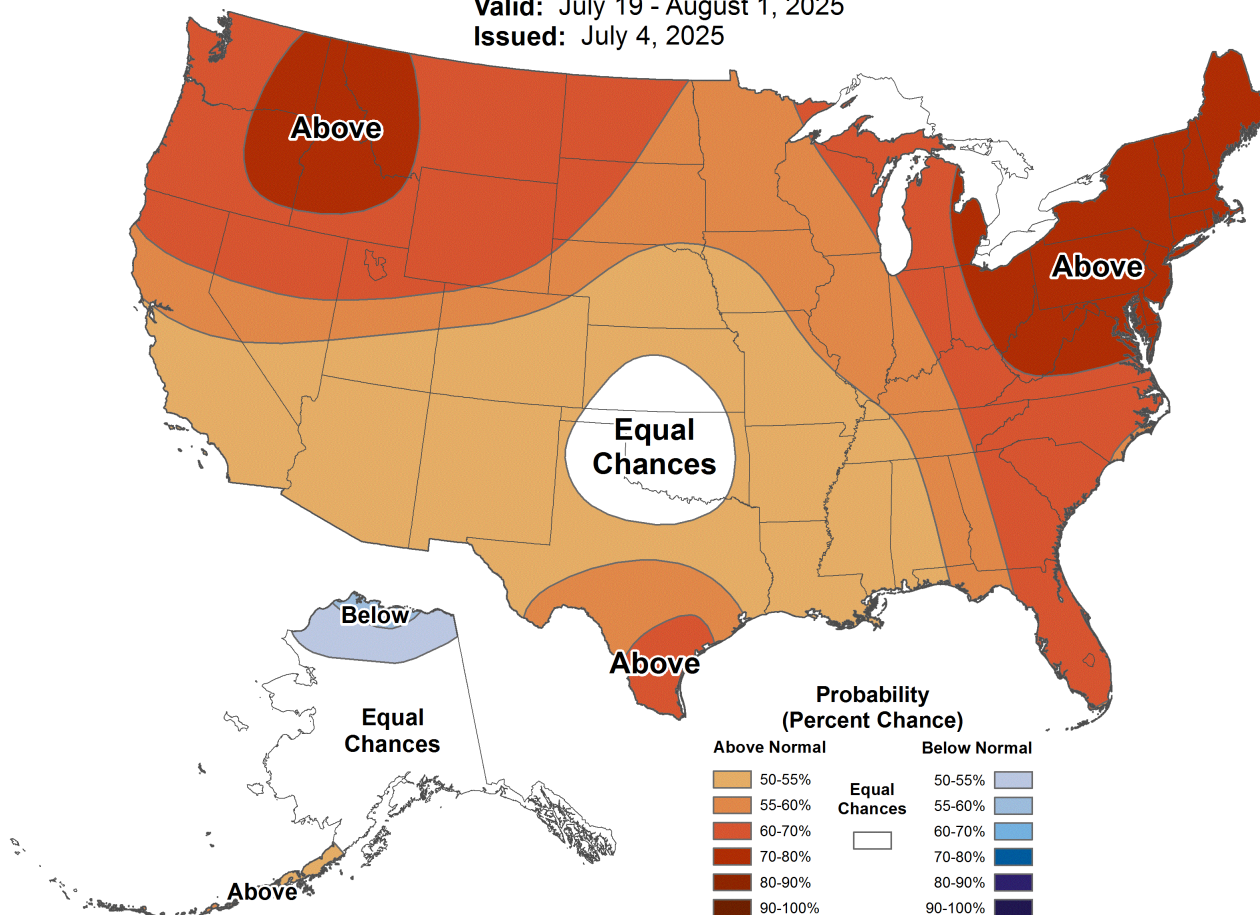 Valid: July 19 - August 1, 2025
Issued: July 4, 2025
Above
Above
Equal
Chances
Below
Above
Equal
Chances
Above
Probability
(Percent Chance)
Above Normal
Below Normal
50-55%
55-60%
60-70%
70-80%
80-90%
90-100%
Equal
Chances
50-55%
55-60%
60-70%
70-80%
80-90%
90-100%